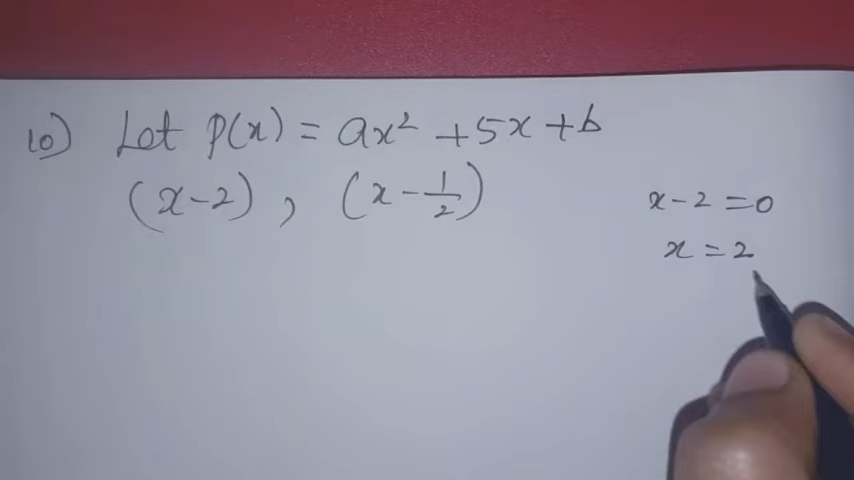 10) Let p(x) = ax² + 5x + b
(x - 2) , (x - 1/2)
x - 2 = 0
x = 2